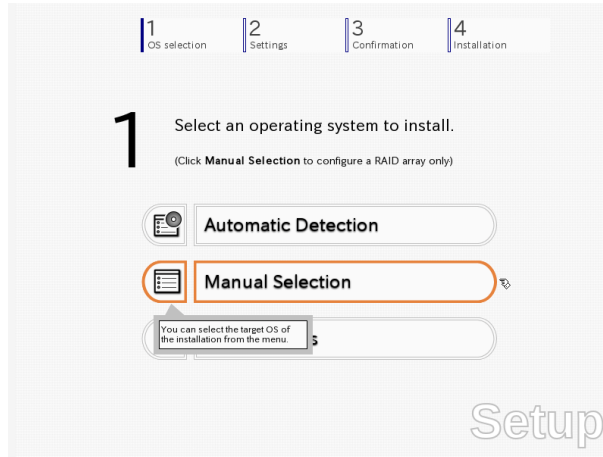 1
OS selection
2
Settings
3
Confirmation
4
Installation
1
Select an operating system to install.
(Click Manual Selection to configure a RAID array only)
Automatic Detection
Manual Selection
You can select the target OS of
the installation from the menu.
Setup